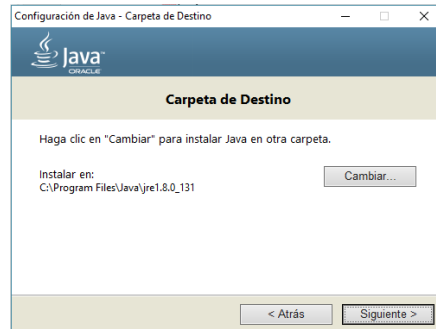 Configuración de Java - Carpeta de Destino
Java
ORACLE
Carpeta de Destino
Haga clic en "Cambiar" para instalar Java en otra carpeta.
Instalar en:
C:\Program Files\Java\jre1.8.0_131
Cambiar...
< Atrás
Siguiente >